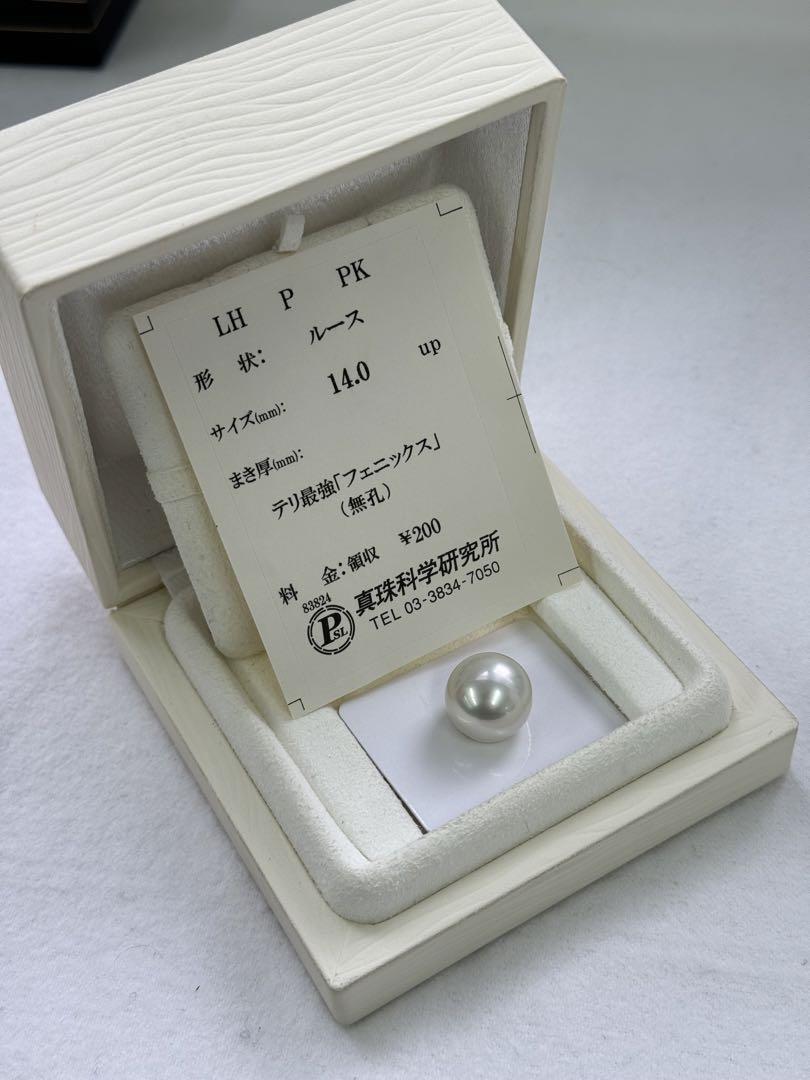 LH P PK
形 状: ルース
サイズ(mm): 14.0 up
まき厚(mm):
テリ最強「フェニックス」
(無孔)
料 金:領収 ¥200
83824
PSL 真珠科学研究所
TEL 03-3834-7050